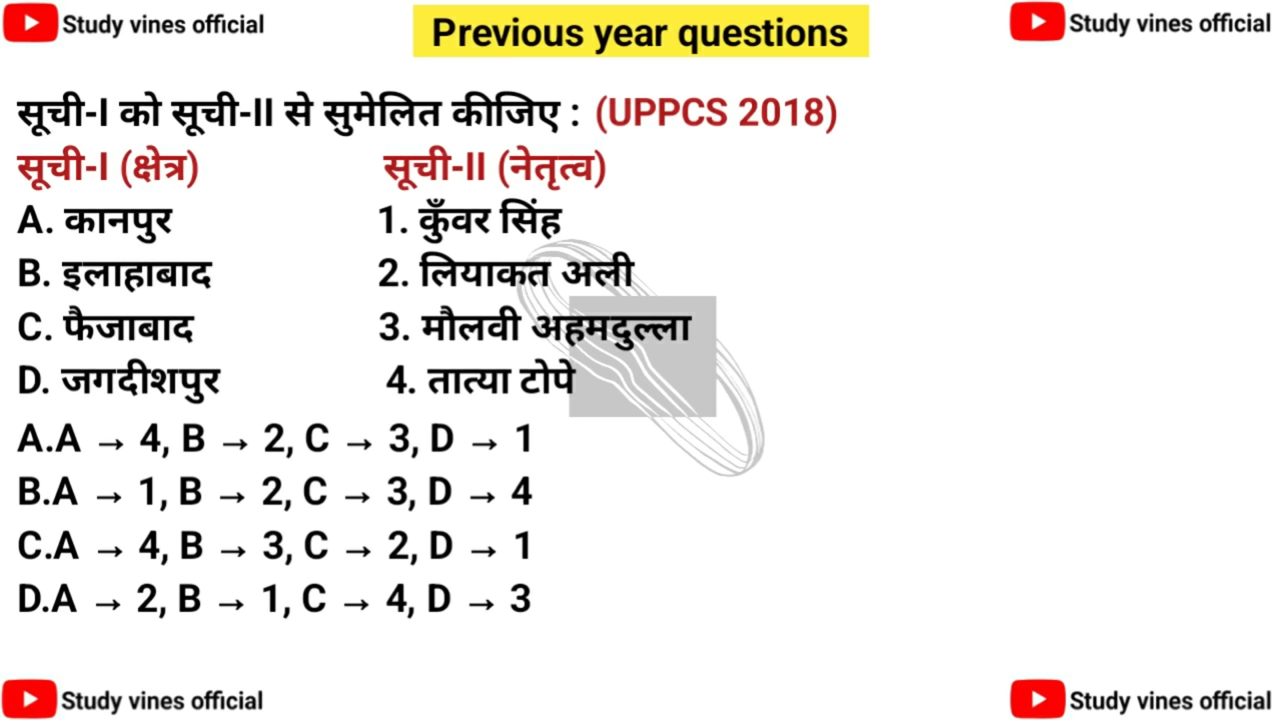 Study vines official
Previous year questions
Study vines official
सूची-I को सूची-II से सुमेलित कीजिए : (UPPCS 2018)
सूची-I (क्षेत्र) सूची-II (नेतृत्व)
A. कानपुर 1. कुँवर सिंह
B. इलाहाबाद 2. लियाकत अली
C. फैजाबाद 3. मौलवी अहमदुल्ला
D. जगदीशपुर 4. तात्या टोपे
A.A → 4, B → 2, C → 3, D → 1
B.A → 1, B → 2, C → 3, D → 4
C.A → 4, B → 3, C → 2, D → 1
D.A → 2, B → 1, C → 4, D → 3
Study vines official
Study vines official